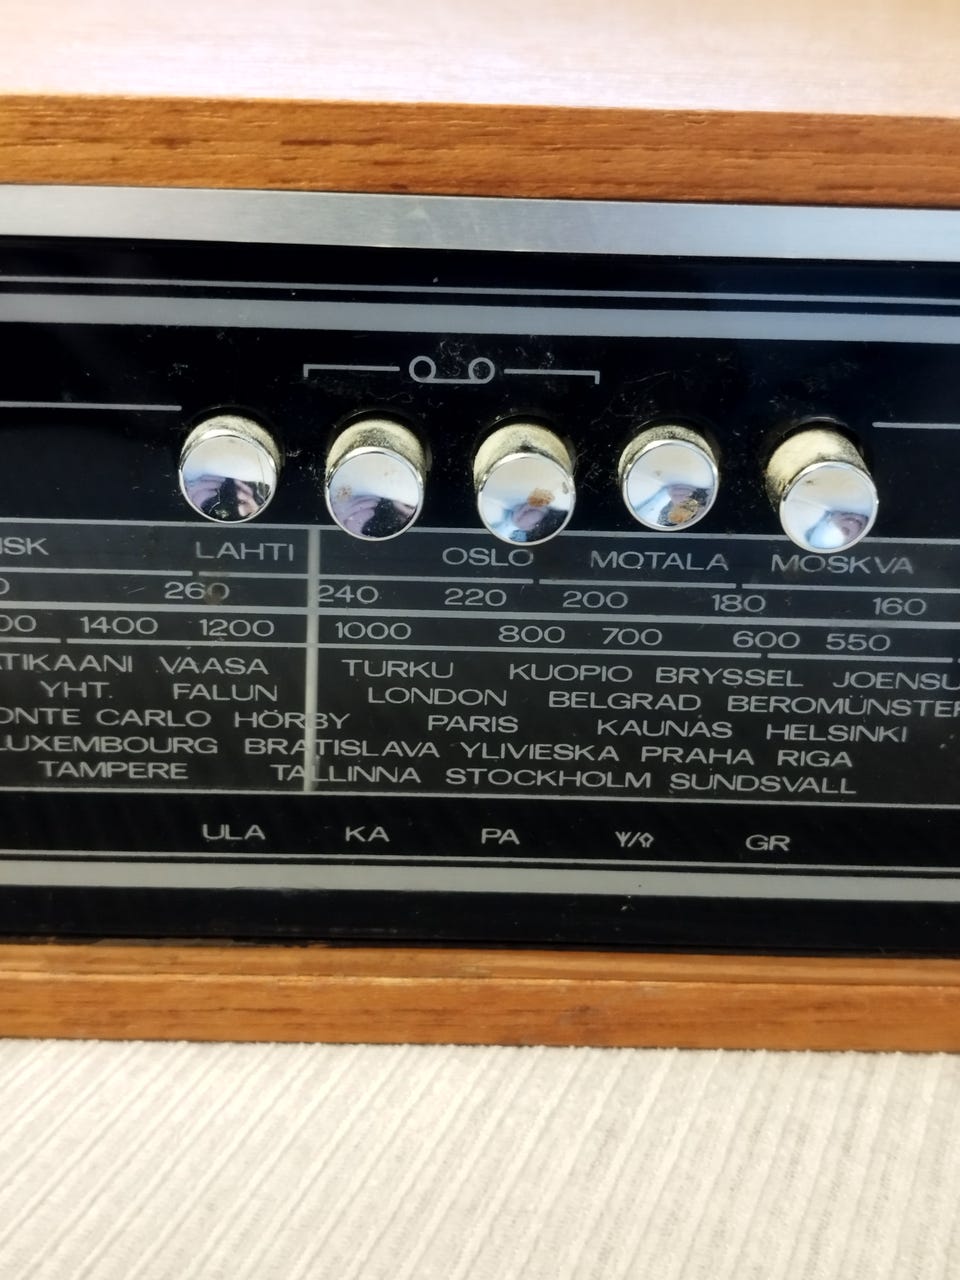 LAHTI OSLO MOTALA MOSKVA
260 240 220 200 180 160
1400 1200 1000 800 700 600 550
VAASA TURKU KUOPIO BRYSSEL
YHT. FALUN LONDON BELGRAD
CARLO HÖRBY PARIS KAUNAS HELSINKI
BRATISLAVA YLIVIESKA PRAHA RIGA
TAMPERE TALLINNA STOCKHOLM SUNDSVALL
ULA KA PA GR